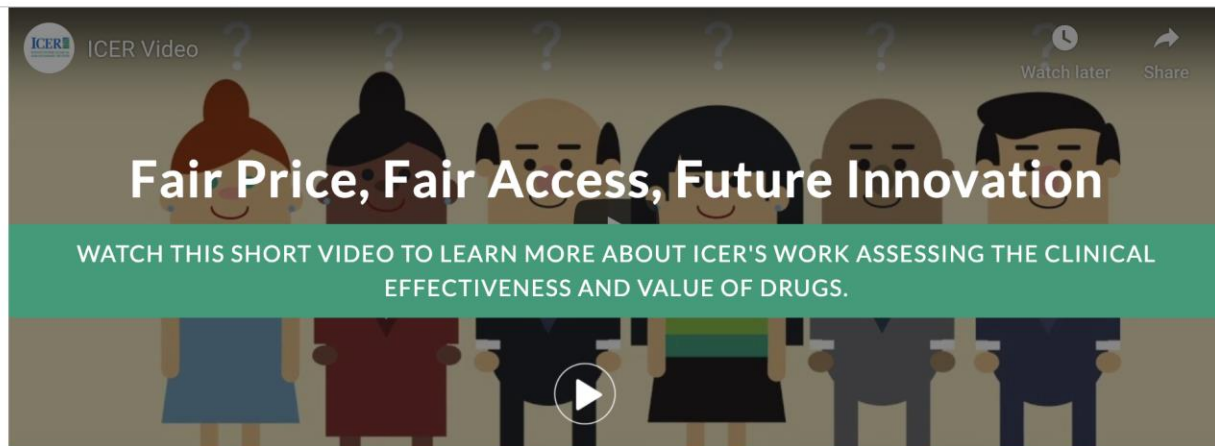 ICER
ICER Video
? ? ? ? ? ?
Watch later
Share
Fair Price, Fair Access, Future Innovation
WATCH THIS SHORT VIDEO TO LEARN MORE ABOUT ICER'S WORK ASSESSING THE CLINICAL
EFFECTIVENESS AND VALUE OF DRUGS.